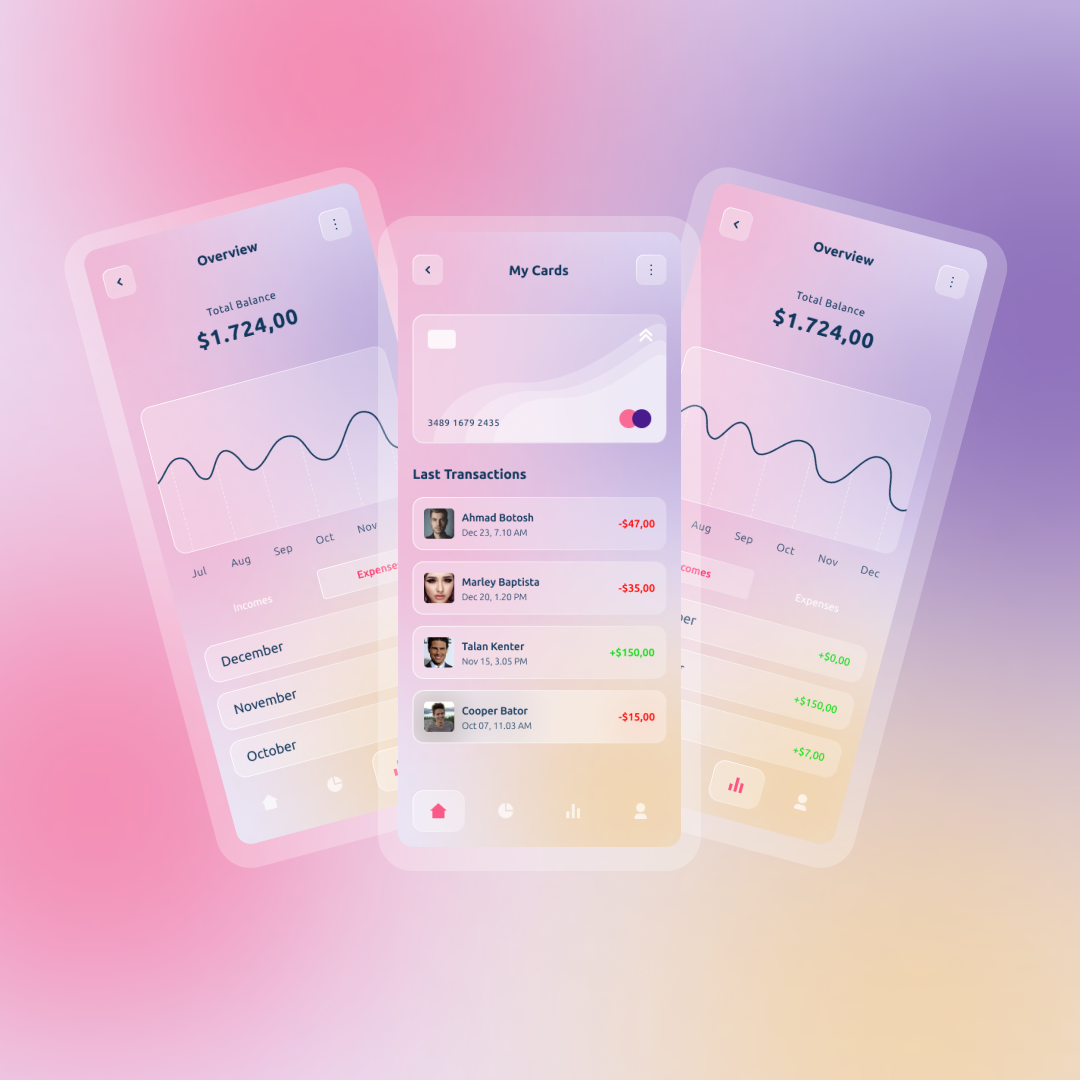 Overview
Total Balance
$1.724,00
Jul
Aug
Sep
Oct
Nov
Incomes
Expense
December
November
October
My Cards
3489 1679 2435
Last Transactions
Ahmad Botosh
Dec 23, 7.10 AM
-$47,00
Marley Baptista
Dec 20, 1.20 PM
-$35,00
Talan Kenter
Nov 15, 3.05 PM
+$150,00
Cooper Bator
Oct 07, 11.03 AM
-$15,00
Overview
Total Balance
$1.724,00
Aug
Sep
Oct
Nov
Dec
comes
Expenses
ber
+$0,00
r
+$150,00
+$7,00